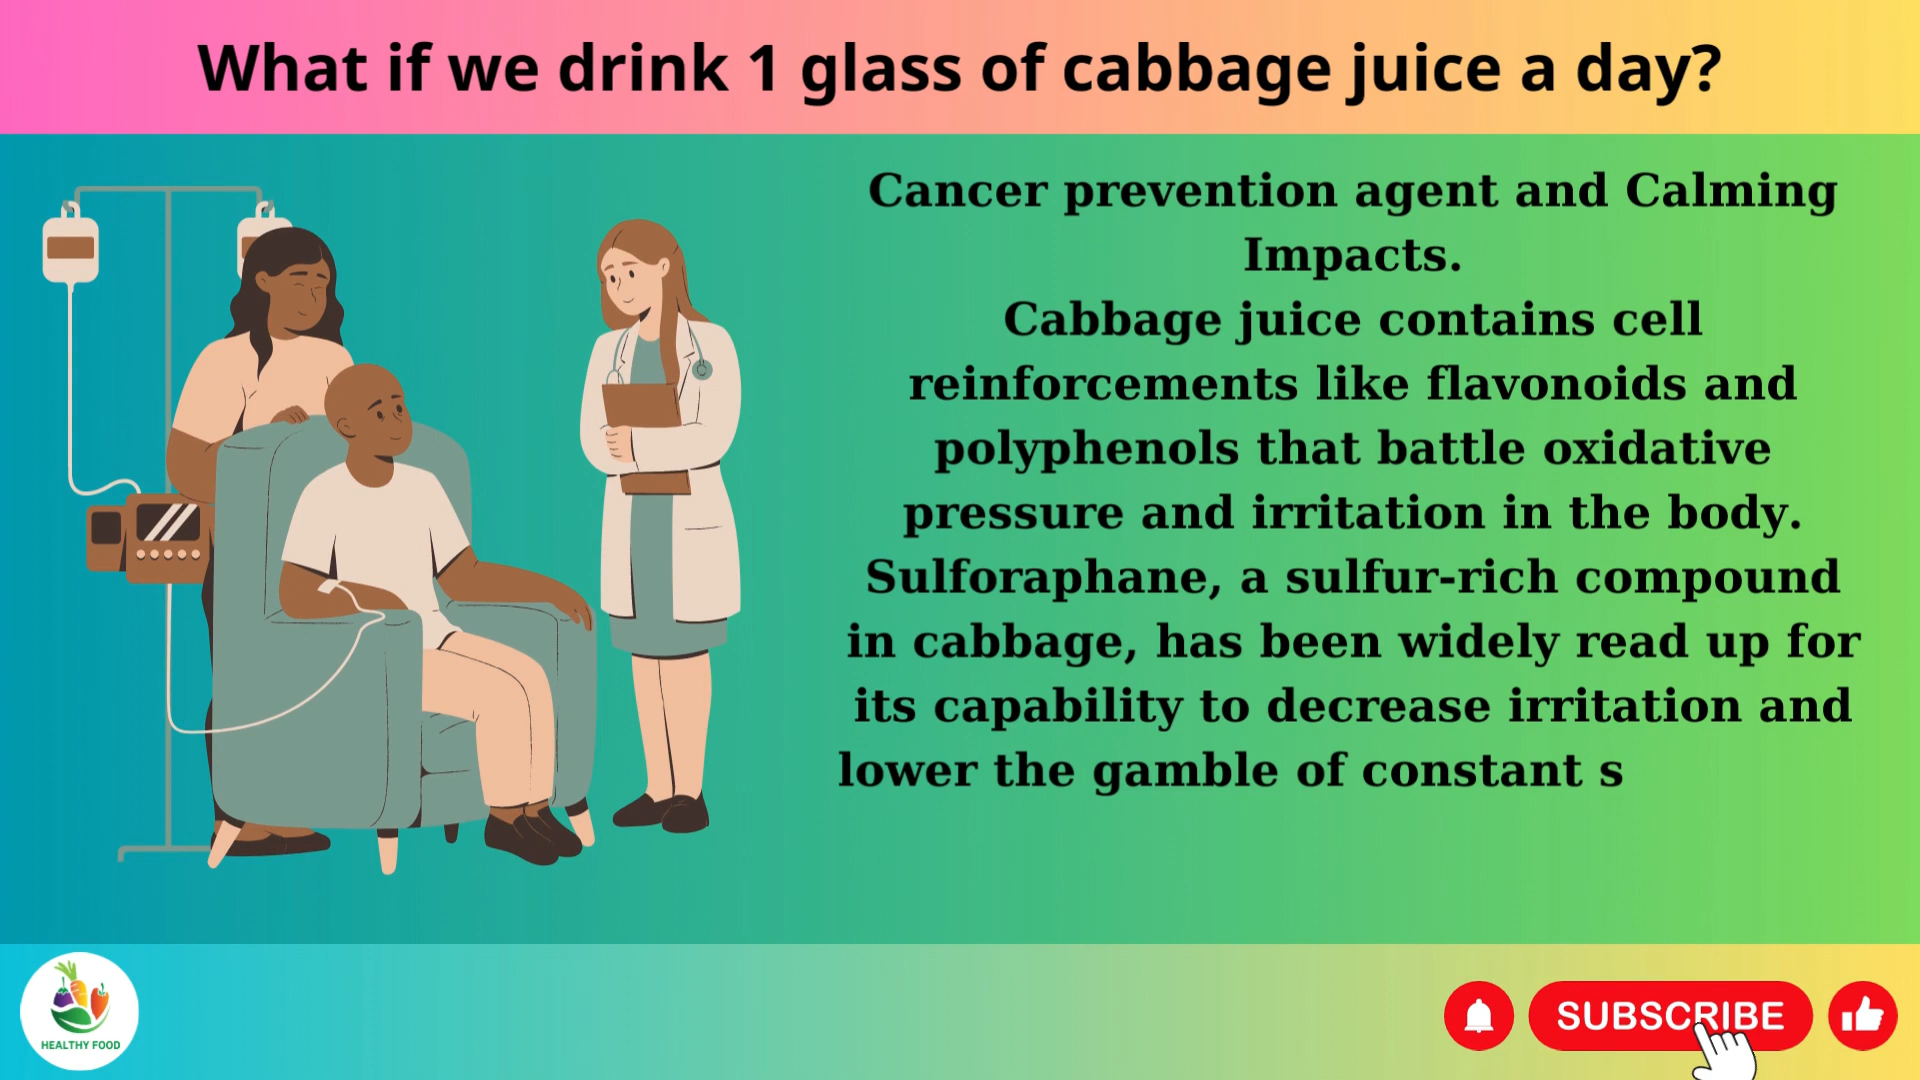 What if we drink 1 glass of cabbage juice a day?
Cancer prevention agent and Calming
Impacts.
Cabbage juice contains cell
reinforcements like flavonoids and
polyphenols that battle oxidative
pressure and irritation in the body.
Sulforaphane, a sulfur-rich compound
in cabbage, has been widely read up for
its capability to decrease irritation and
lower the gamble of constant s
HEALTHY FOOD
SUBSCRIBE